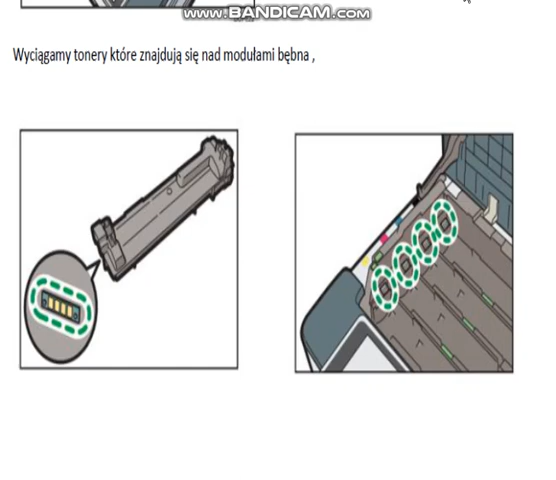 www.BANDICAM.com
Wyciągamy tonery które znajdują się nad modułami bębna ,